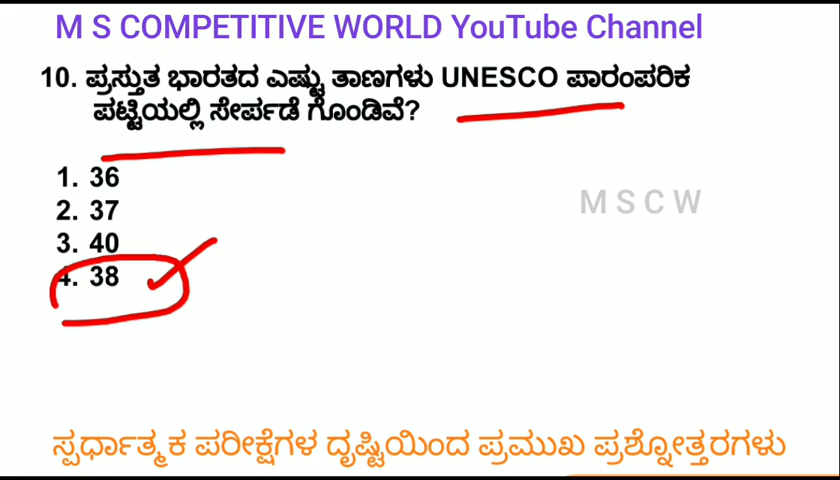 M S COMPETITIVE WORLD YouTube Channel
10. ಪ್ರಸ್ತುತ ಭಾರತದ ಎಷ್ಟು ತಾಣಗಳು UNESCO ಪಾರಂಪರಿಕ
ಪಟ್ಟಿಯಲ್ಲಿ ಸೇರ್ಪಡೆ ಗೊಂಡಿವೆ?
1. 36
2. 37
M S C W
3. 40
4. 38
ಸ್ಪರ್ಧಾತ್ಮಕ ಪರೀಕ್ಷೆಗಳ ದೃಷ್ಟಿಯಿಂದ ಪ್ರಮುಖ ಪ್ರಶ್ನೋತ್ತರಗಳು